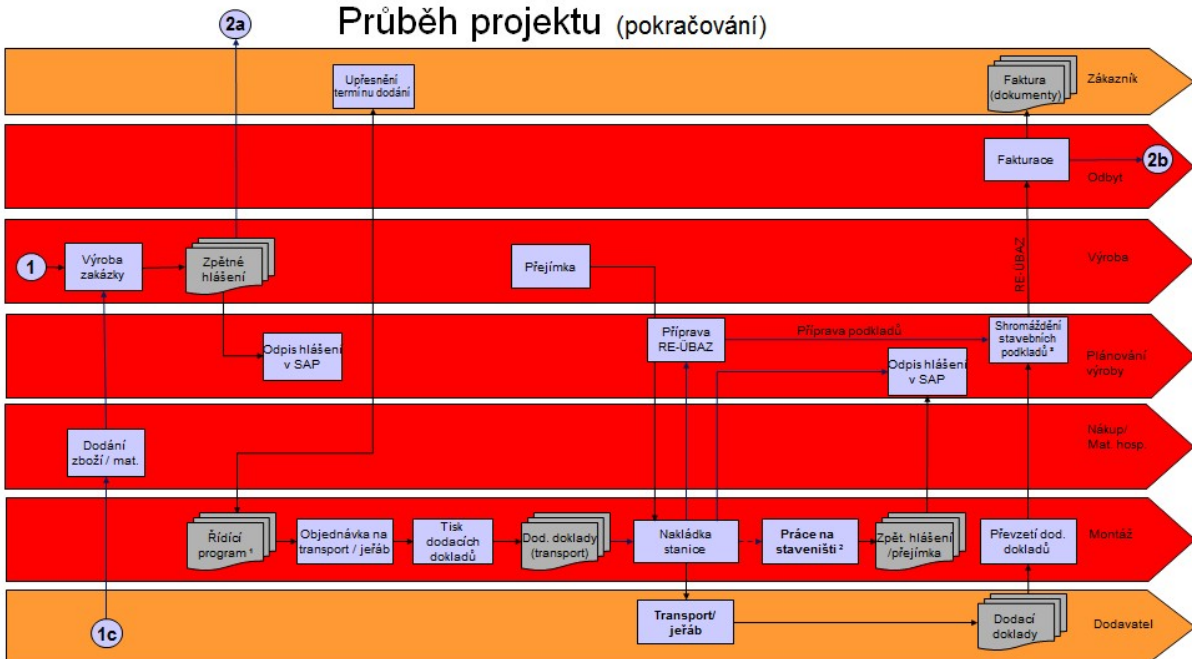 Průběh projektu (pokračování)
2a
Upřesnění
termínu dodání
Faktura
(dokumenty)
Zákazník
Fakturace
2b
Odbyt
1
Výroba
zakázky
Zpětné
hlášení
Přejímka
RE-ÜBAZ
Výroba
Odpis hlášení
v SAP
Příprava
RE-ÜBAZ
Příprava podkladů
Odpis hlášení
v SAP
Shromáždění
stavebních
podkladů ³
Plánování
výroby
Dodání
zboží / mat.
Nákup/
Mat. hosp.
Řídící
program ¹
Objednávka na
transport / jeřáb
Tisk
dodacích
dokladů
Dod. doklady
(transport)
Nakládka
stanice
Práce na
staveništi ²
Zpět. hlášení
/přejímka
Převzetí dod.
dokladů
Montáž
1c
Transport/
jeřáb
Dodací
doklady
Dodavatel